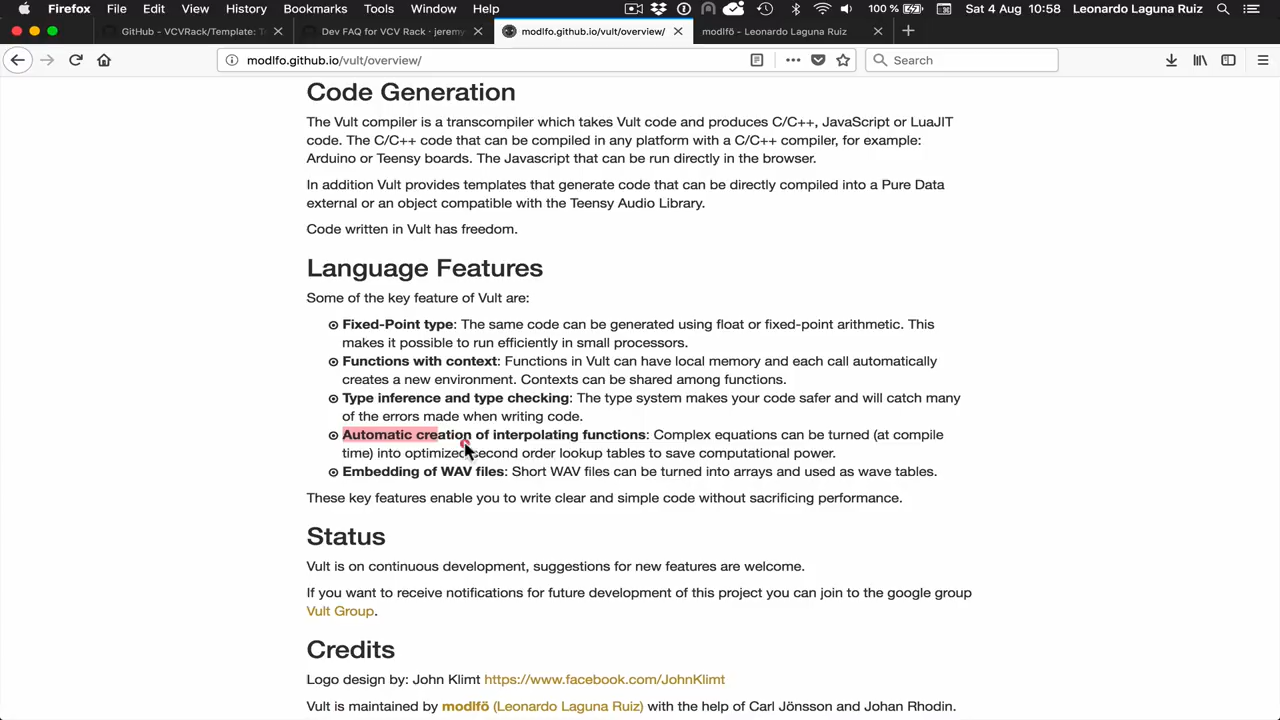 Firefox File Edit View History Bookmarks Tools Window Help 100 % Sat 4 Aug 10:58 Leonardo Laguna Ruiz
GitHub - VCVRack/Template: T
Dev FAQ for VCV Rack · jeremy
modlfo.github.io/vult/overview/
modlfö - Leonardo Laguna Ruiz
modlfo.github.io/vult/overview/
Search
Code Generation
The Vult compiler is a transcompiler which takes Vult code and produces C/C++, JavaScript or LuaJIT
code. The C/C++ code that can be compiled in any platform with a C/C++ compiler, for example:
Arduino or Teensy boards. The Javascript that can be run directly in the browser.
In addition Vult provides templates that generate code that can be directly compiled into a Pure Data
external or an object compatible with the Teensy Audio Library.
Code written in Vult has freedom.
Language Features
Some of the key feature of Vult are:
Fixed-Point type: The same code can be generated using float or fixed-point arithmetic. This
makes it possible to run efficiently in small processors.
Functions with context: Functions in Vult can have local memory and each call automatically
creates a new environment. Contexts can be shared among functions.
Type inference and type checking: The type system makes your code safer and will catch many
of the errors made when writing code.
Automatic creation of interpolating functions: Complex equations can be turned (at compile
time) into optimized second order lookup tables to save computational power.
Embedding of WAV files: Short WAV files can be turned into arrays and used as wave tables.
These key features enable you to write clear and simple code without sacrificing performance.
Status
Vult is on continuous development, suggestions for new features are welcome.
If you want to receive notifications for future development of this project you can join to the google group
Vult Group.
Credits
Logo design by: John Klimt https://www.facebook.com/JohnKlimt
Vult is maintained by modlfö (Leonardo Laguna Ruiz) with the help of Carl Jönsson and Johan Rhodin.